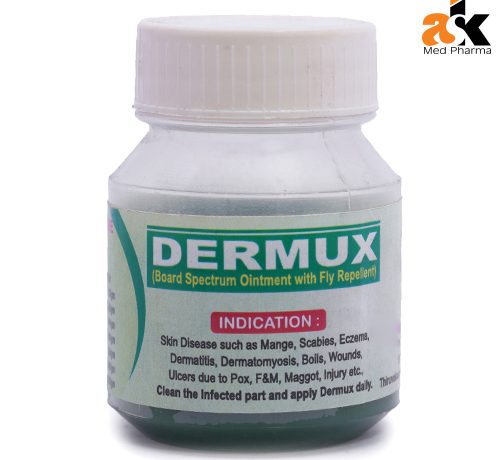 ak
Med Pharma
DERMUX
(Board Spectrum Ointment with Fly Repellent)
INDICATION :
Skin Disease such as Mange, Scabies, Eczema,
Dermatitis, Dermatomyosis, Boils, Wounds,
Ulcers due to Pox, F&M, Maggot, Injury etc.,
Clean the Infected part and apply Dermux daily.